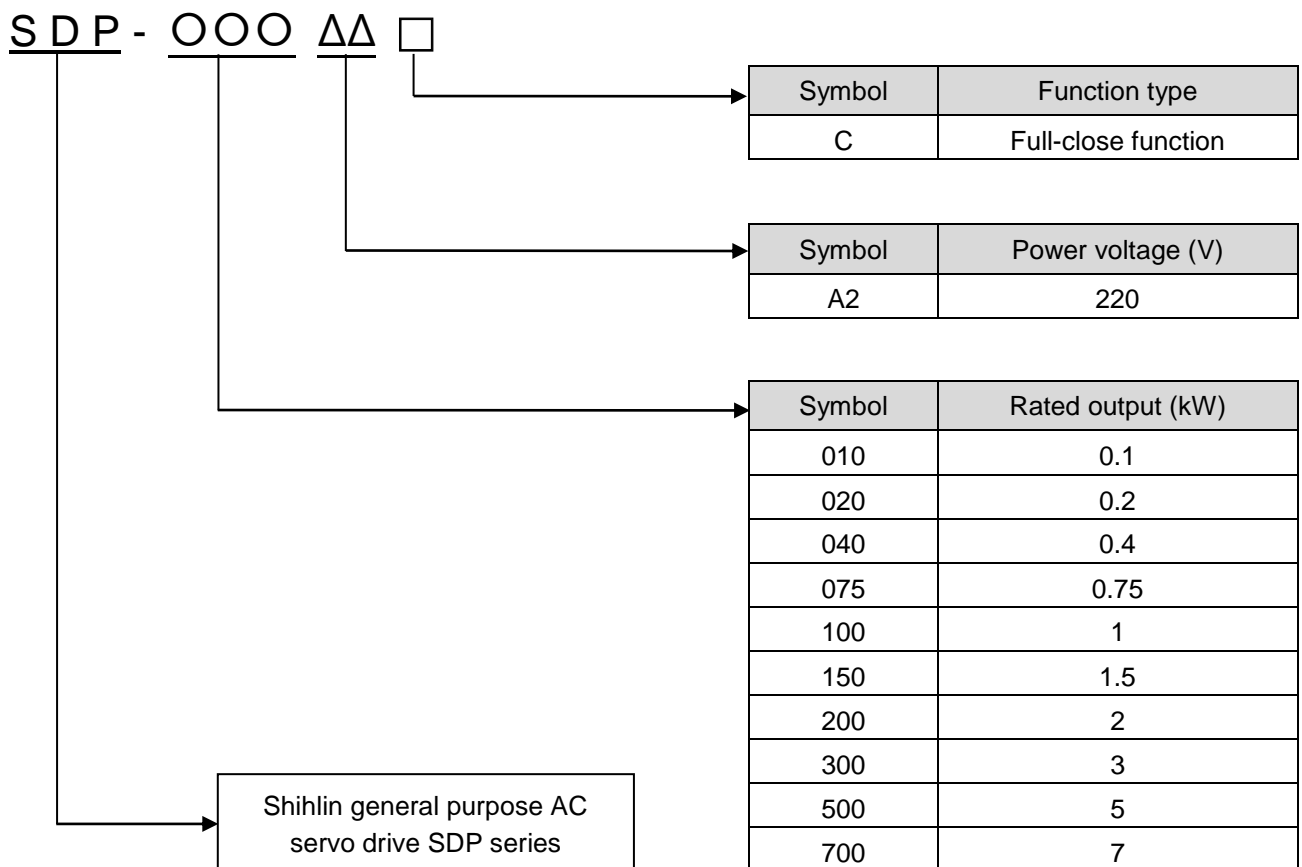 SDP- ○○○ ΔΔ □
Symbol Function type
C Full-close function
Symbol Power voltage (V)
A2 220
Symbol Rated output (kW)
010 0.1
020 0.2
040 0.4
075 0.75
100 1
150 1.5
200 2
300 3
500 5
700 7
Shihlin general purpose AC
servo drive SDP series